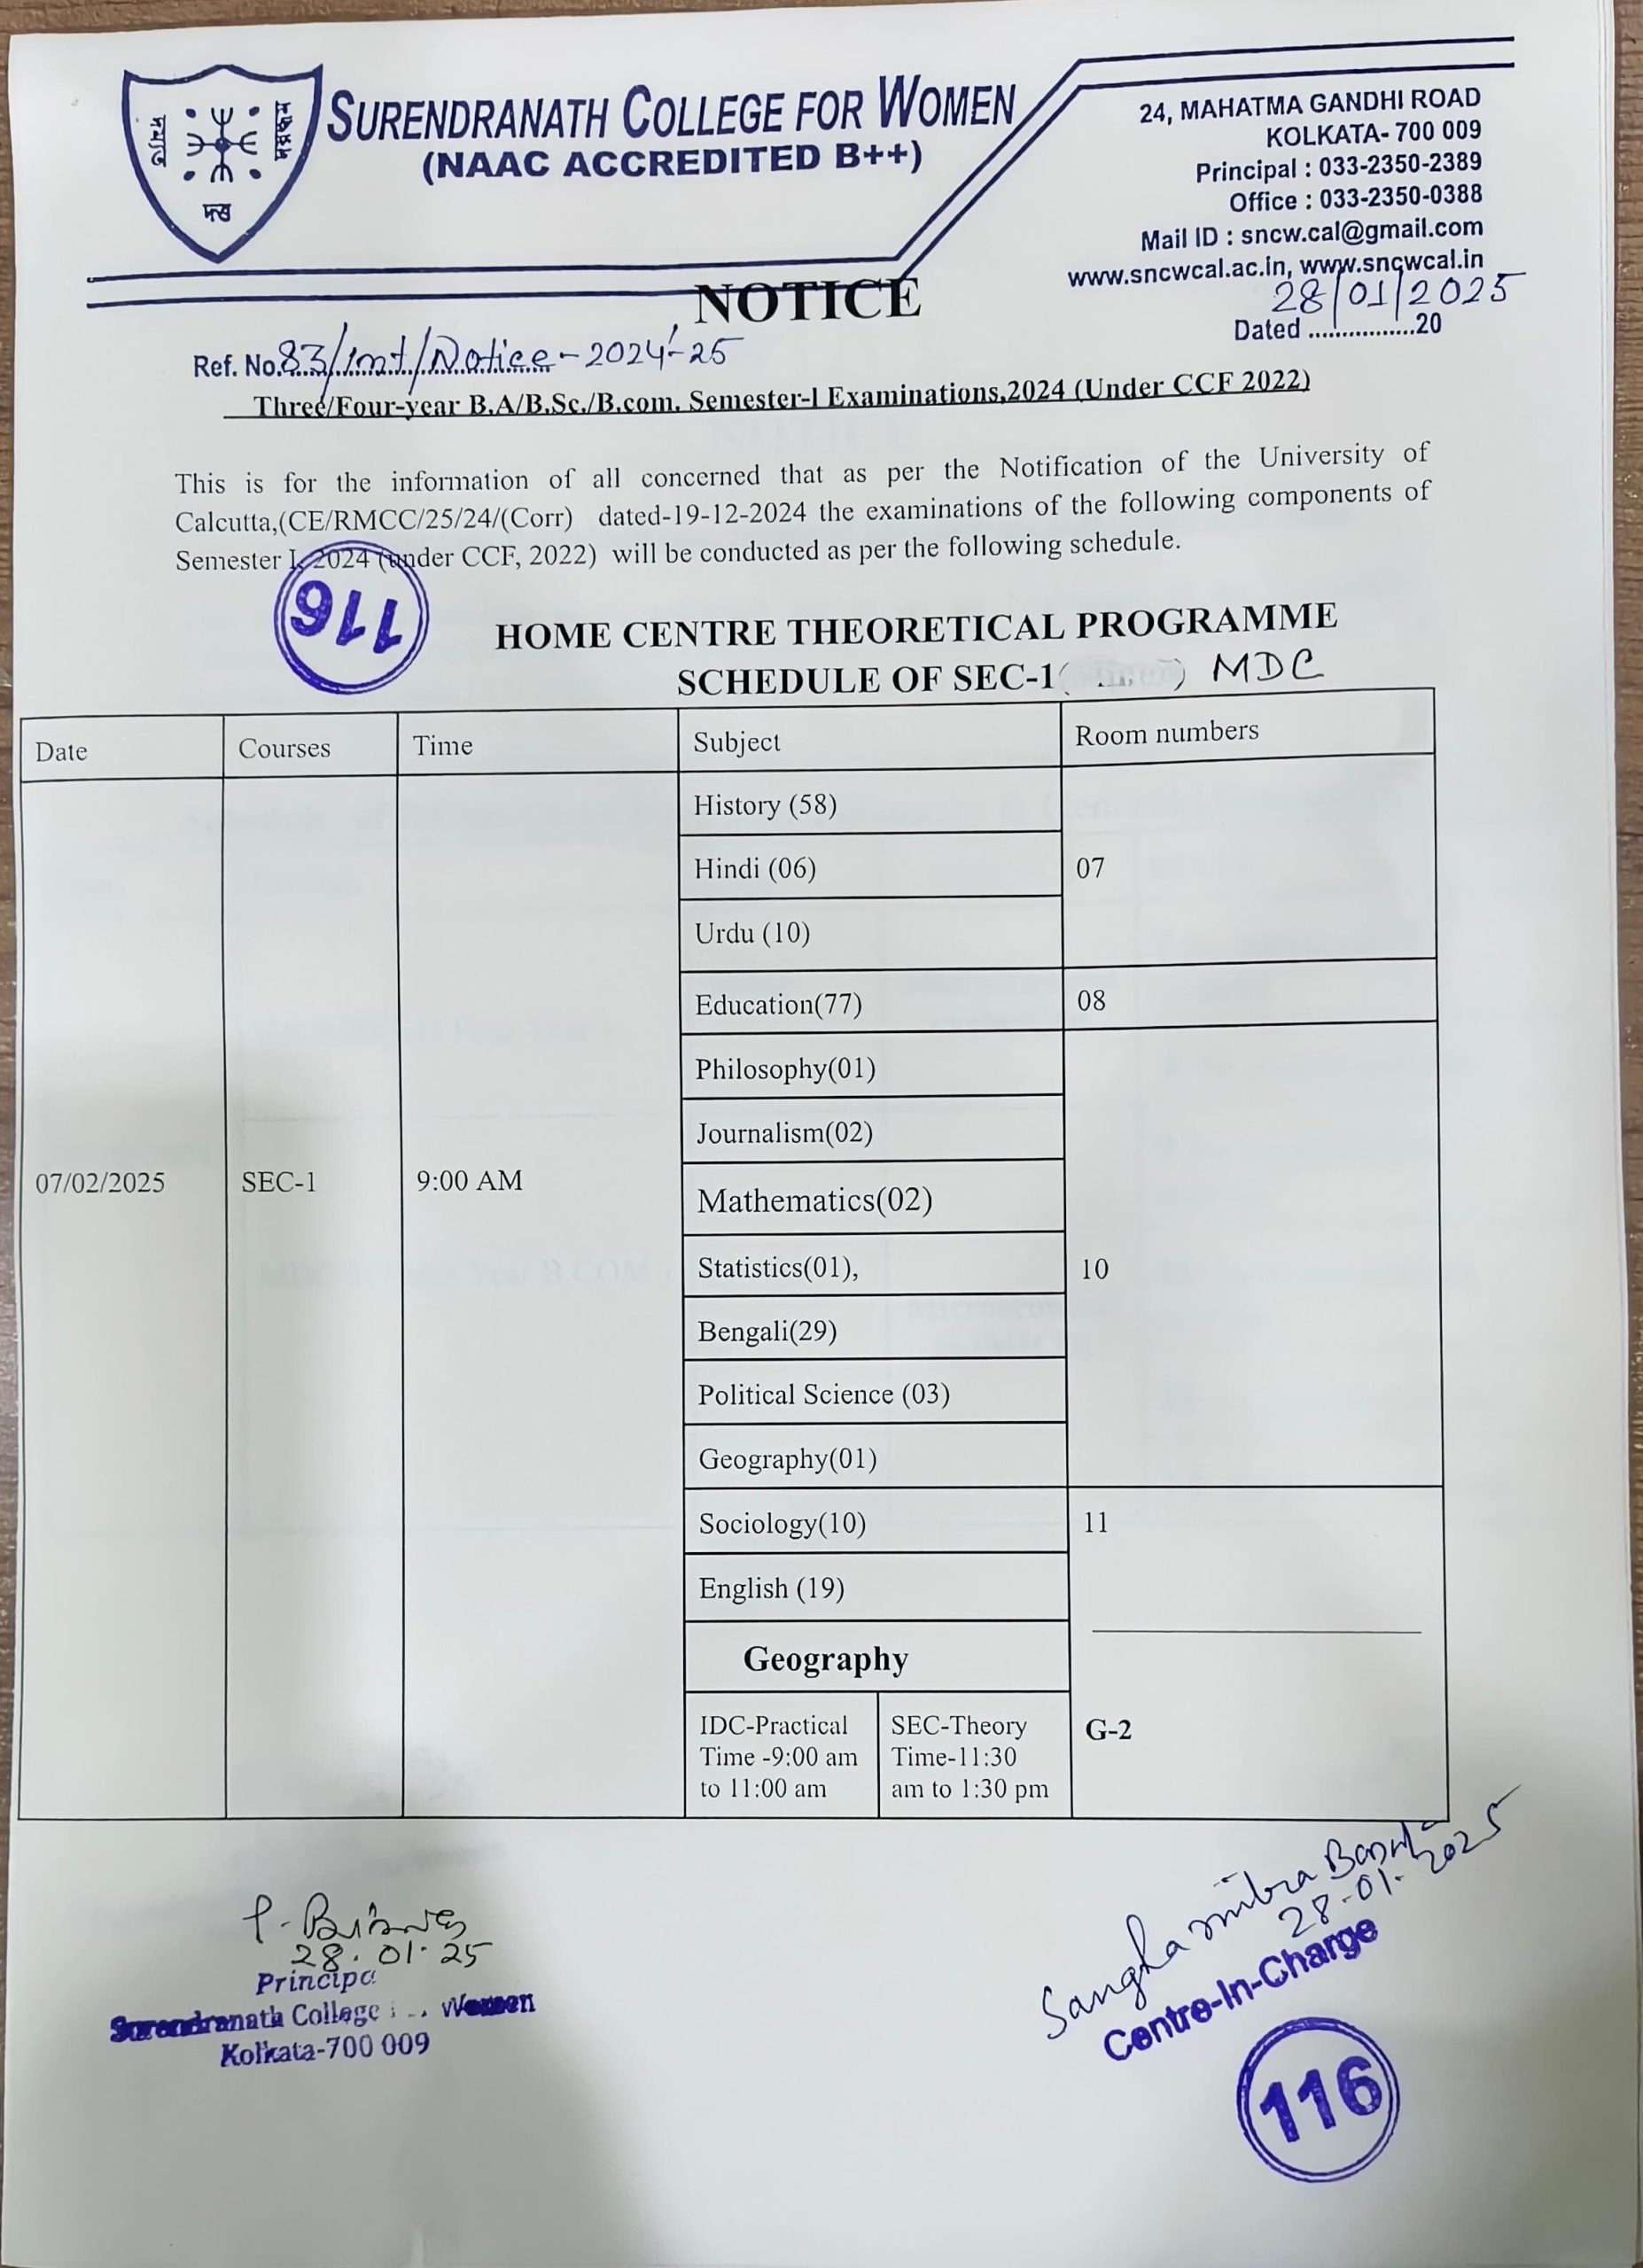 সম্ভ্রম
দত্ত
SURENDRANATH COLLEGE FOR WOMEN
(NAAC ACCREDITED B++)
24, MAHATMA GANDHI ROAD
KOLKATA- 700 009
Principal : 033-2350-2389
Office : 033-2350-0388
Mail ID : sncw.cal@gmail.com
www.sncwcal.ac.in, www.sncwcal.in
NOTICE
28/01/2025
Dated ................20
Ref. No.83/Int/Notice-2024-25
Three/Four-year B.A/B.Sc./B.com. Semester-I Examinations,2024 (Under CCF 2022)
This is for the information of all concerned that as per the Notification of the University of
Calcutta,(CE/RMCC/25/24/(Corr) dated-19-12-2024 the examinations of the following components of
Semester I, 2024 (under CCF, 2022) will be conducted as per the following schedule.
116
HOME CENTRE THEORETICAL PROGRAMME
SCHEDULE OF SEC-1( ) MDC
Date Courses Time Subject Room numbers
History (58)
Hindi (06) 07
Urdu (10)
Education(77) 08
Philosophy(01)
Journalism(02)
07/02/2025 SEC-1 9:00 AM Mathematics(02)
Statistics(01), 10
Bengali(29)
Political Science (03)
Geography(01)
Sociology(10) 11
English (19)
Geography
IDC-Practical SEC-Theory G-2
Time -9:00 am Time-11:30
to 11:00 am am to 1:30 pm
P. Biswas
28.01.25
Principa
Surendranath College Women
Kolkata-700 009
Sanghamitra Basu
28-01-2025
Centre-In-Charge
116